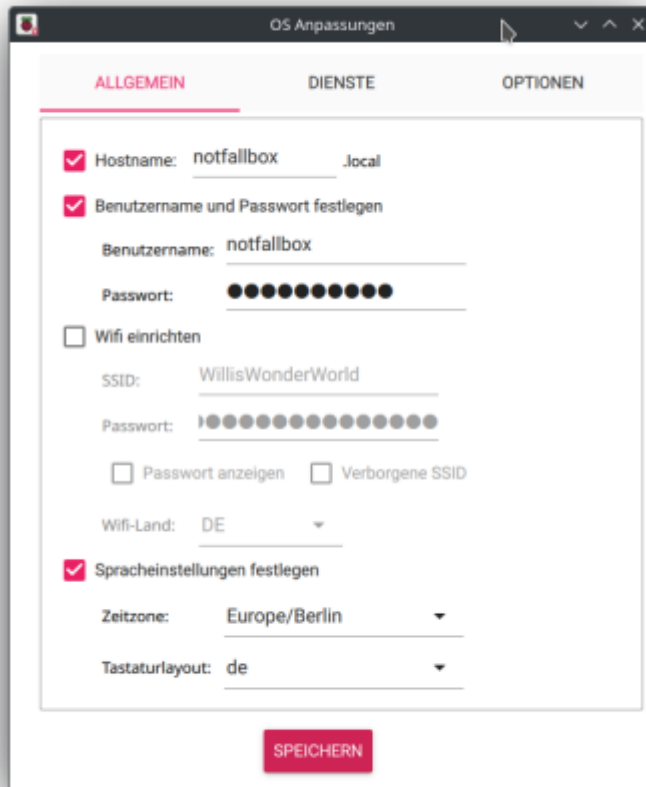 OS Anpassungen
ALLGEMEIN DIENSTE OPTIONEN
Hostname: notfallbox .local
Benutzername und Passwort festlegen
Benutzername: notfallbox
Passwort: ●●●●●●●●●●
Wifi einrichten
SSID: WillisWonderWorld
Passwort: ●●●●●●●●●●●●●●●
Passwort anzeigen Verborgene SSID
Wifi-Land: DE
Spracheinstellungen festlegen
Zeitzone: Europe/Berlin
Tastaturlayout: de
SPEICHERN